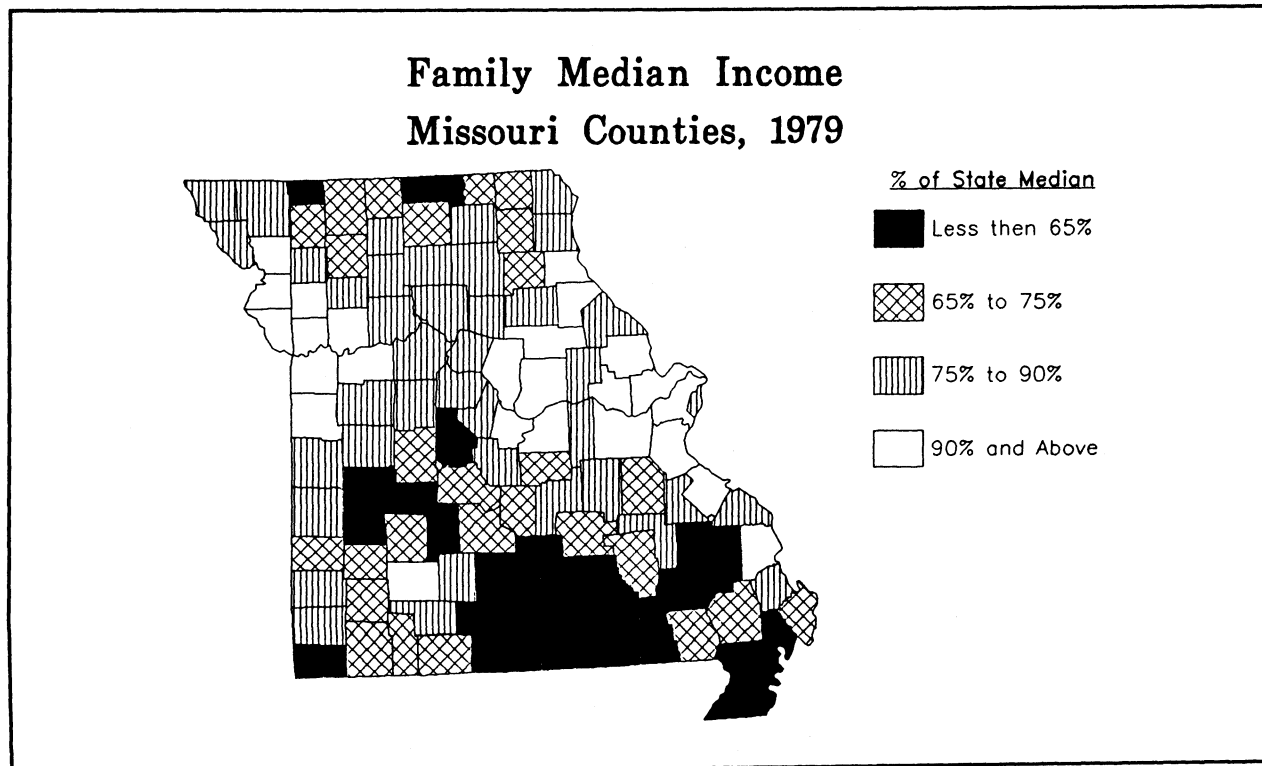 Family Median Income
Missouri Counties, 1979
% of State Median
Less then 65%
65% to 75%
75% to 90%
90% and Above